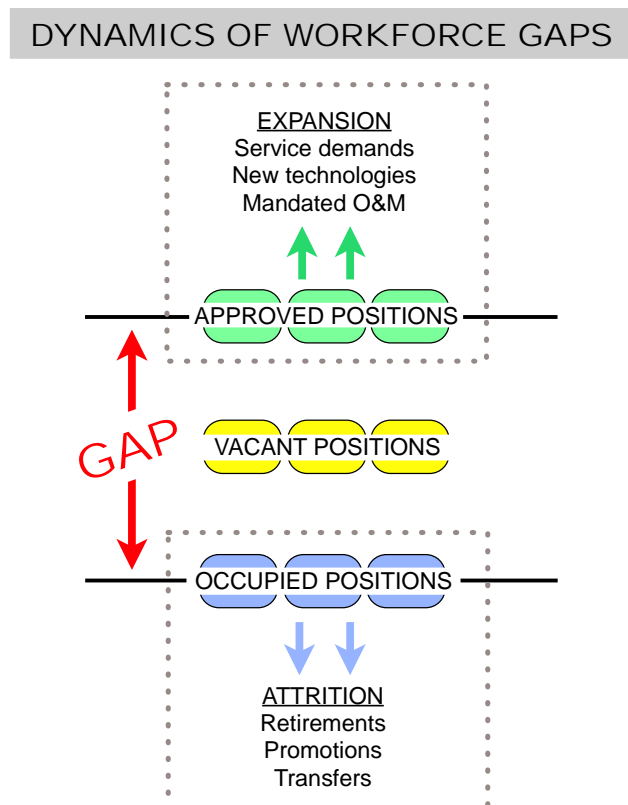 DYNAMICS OF WORKFORCE GAPS
EXPANSION
Service demands
New technologies
Mandated O&M
APPROVED POSITIONS
GAP
VACANT POSITIONS
OCCUPIED POSITIONS
ATTRITION
Retirements
Promotions
Transfers